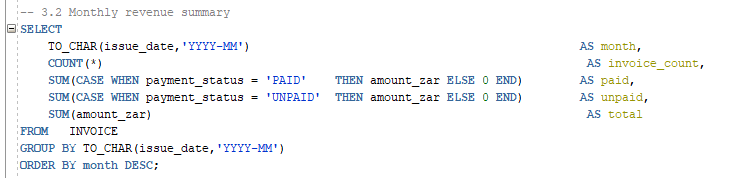 -- 3.2 Monthly revenue summary
SELECT
    TO_CHAR(issue_date,'YYYY-MM')                                               AS month,
    COUNT(*)                                                                     AS invoice_count,
    SUM(CASE WHEN payment_status = 'PAID'    THEN amount_zar ELSE 0 END)        AS paid,
    SUM(CASE WHEN payment_status = 'UNPAID'  THEN amount_zar ELSE 0 END)        AS unpaid,
    SUM(amount_zar)                                                              AS total
FROM   INVOICE
GROUP BY TO_CHAR(issue_date,'YYYY-MM')
ORDER BY month DESC;